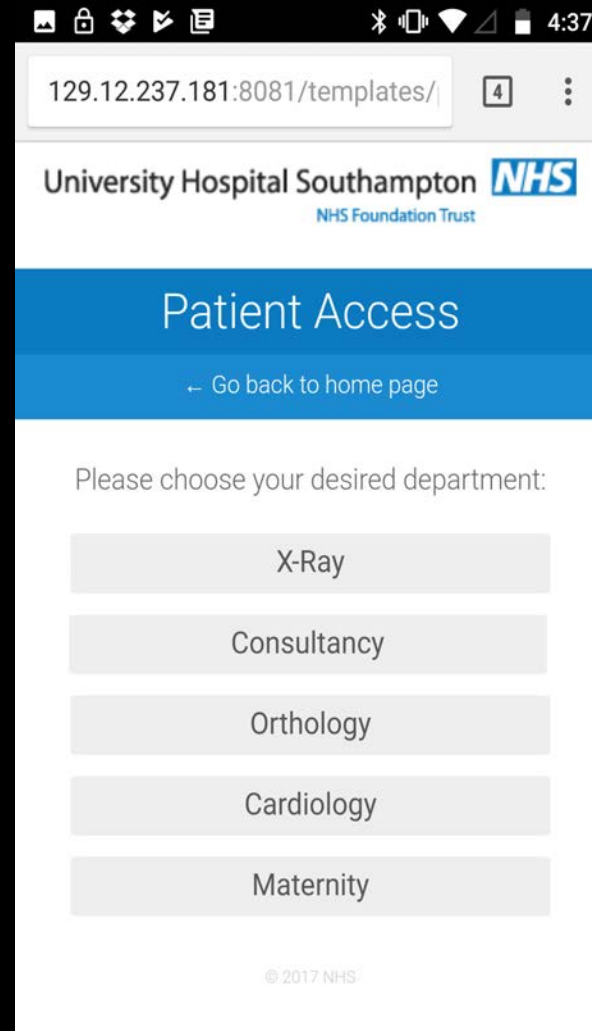 4:37
129.12.237.181:8081/templates/
4
University Hospital Southampton NHS
NHS Foundation Trust
Patient Access
← Go back to home page
Please choose your desired department:
X-Ray
Consultancy
Orthology
Cardiology
Maternity
© 2017 NHS